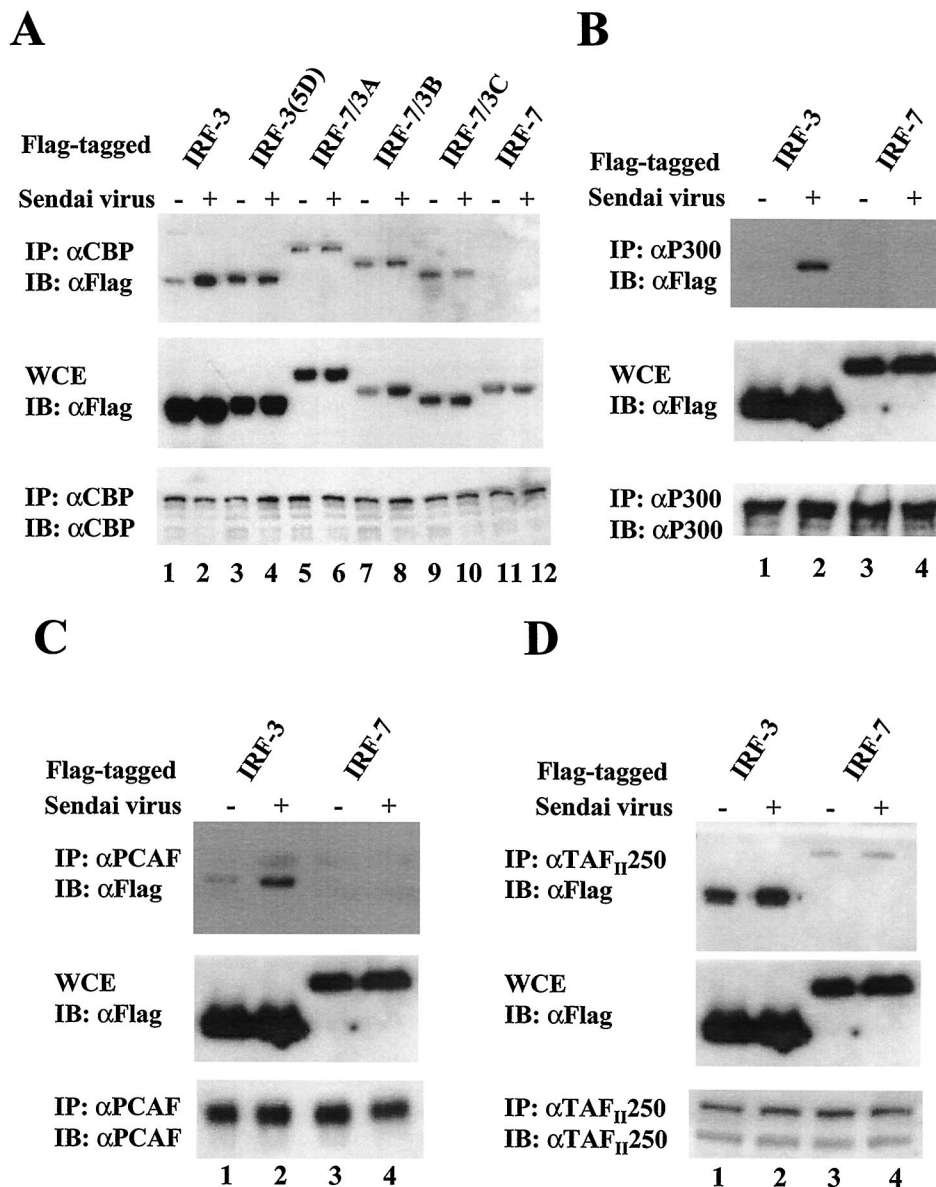 A
Flag-tagged
IRF-3 IRF-3(5D) IRF-7/3A IRF-7/3B IRF-7/3C IRF-7
Sendai virus - + - + - + - + - + - +
IP: αCBP
IB: αFlag
WCE
IB: αFlag
IP: αCBP
IB: αCBP
1 2 3 4 5 6 7 8 9 10 11 12
B
Flag-tagged
IRF-3 IRF-7
Sendai virus - + - +
IP: αP300
IB: αFlag
WCE
IB: αFlag
IP: αP300
IB: αP300
1 2 3 4
C
Flag-tagged
IRF-3 IRF-7
Sendai virus - + - +
IP: αPCAF
IB: αFlag
WCE
IB: αFlag
IP: αPCAF
IB: αPCAF
1 2 3 4
D
Flag-tagged
IRF-3 IRF-7
Sendai virus - + - +
IP: αTAFII250
IB: αFlag
WCE
IB: αFlag
IP: αTAFII250
IB: αTAFII250
1 2 3 4